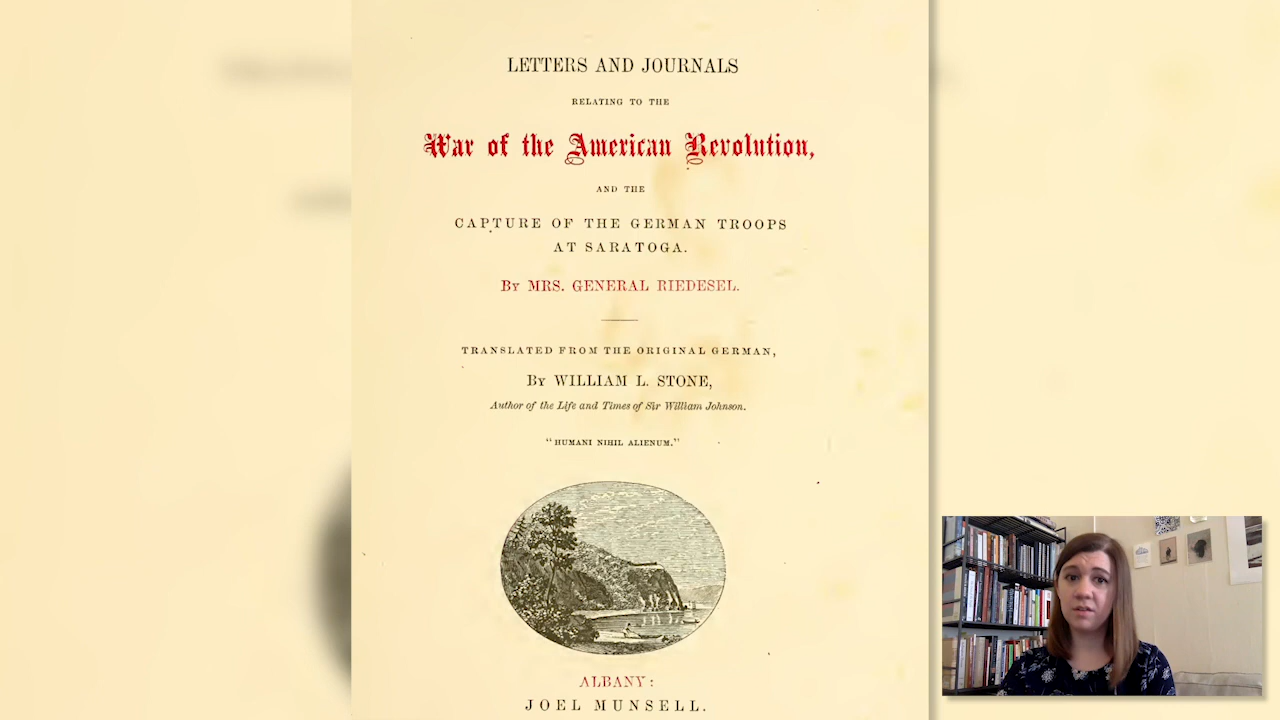 LETTERS AND JOURNALS
RELATING TO THE
War of the American Revolution,
AND THE
CAPTURE OF THE GERMAN TROOPS
AT SARATOGA.
BY MRS. GENERAL RIEDESEL.
TRANSLATED FROM THE ORIGINAL GERMAN,
BY WILLIAM L. STONE,
Author of the Life and Times of Sir William Johnson.
"HUMANI NIHIL ALIENUM."
ALBANY:
JOEL MUNSELL.